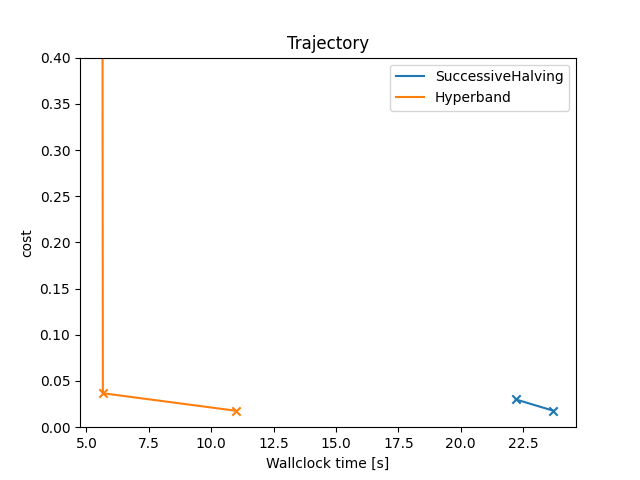 Trajectory
SuccessiveHalving
Hyperband
cost
0.40
0.35
0.30
0.25
0.20
0.15
0.10
0.05
0.00
5.0 7.5 10.0 12.5 15.0 17.5 20.0 22.5
Wallclock time [s]